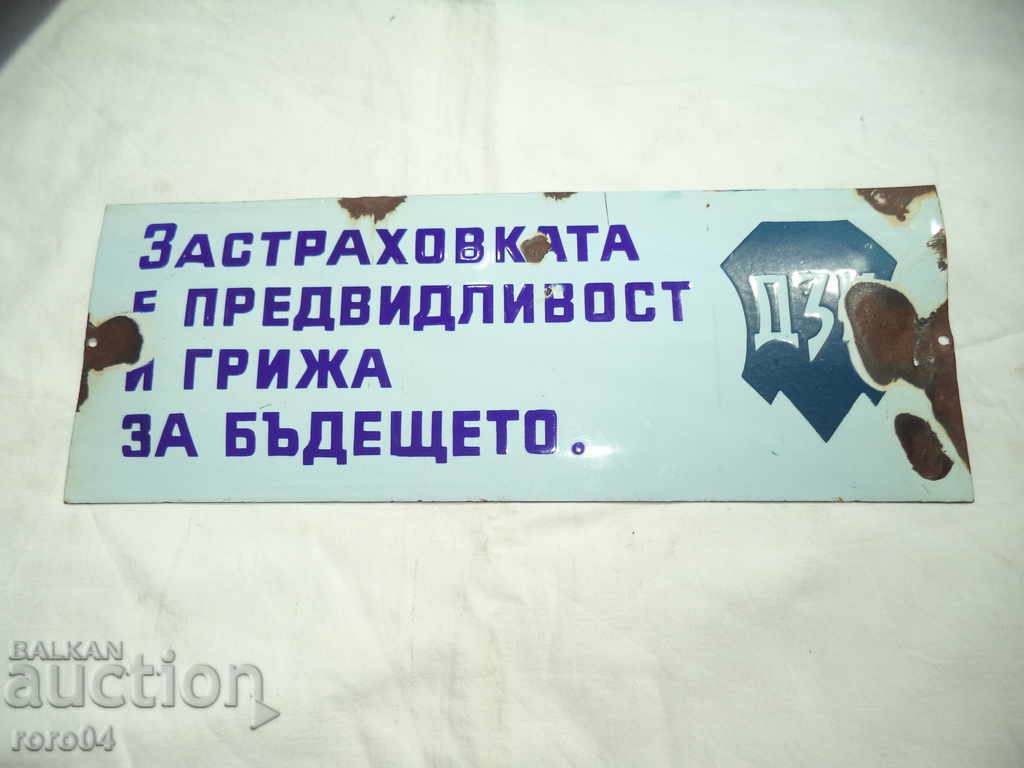 ЗАСТРАХОВКАТА
Е ПРЕДВИДЛИВОСТ
И ГРИЖА
ЗА БЪДЕЩЕТО.
BALKAN
auction
roro04